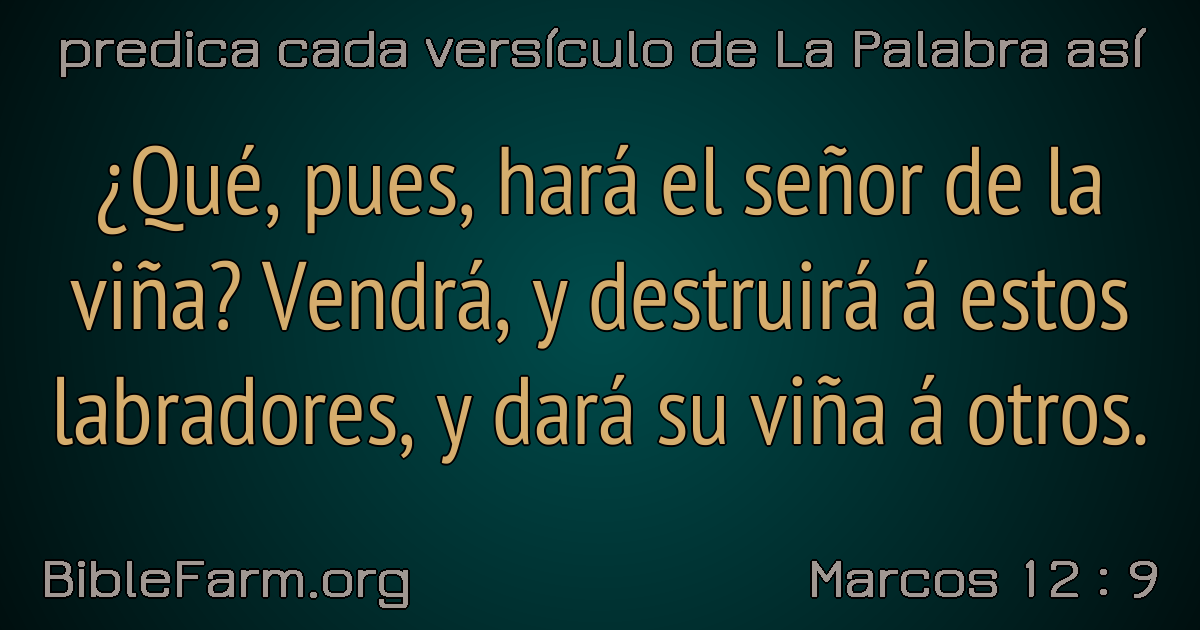 predica cada versículo de La Palabra así
¿Qué, pues, hará el señor de la
viña? Vendrá, y destruirá á estos
labradores, y dará su viña á otros.
BibleFarm.org
Marcos 12 : 9